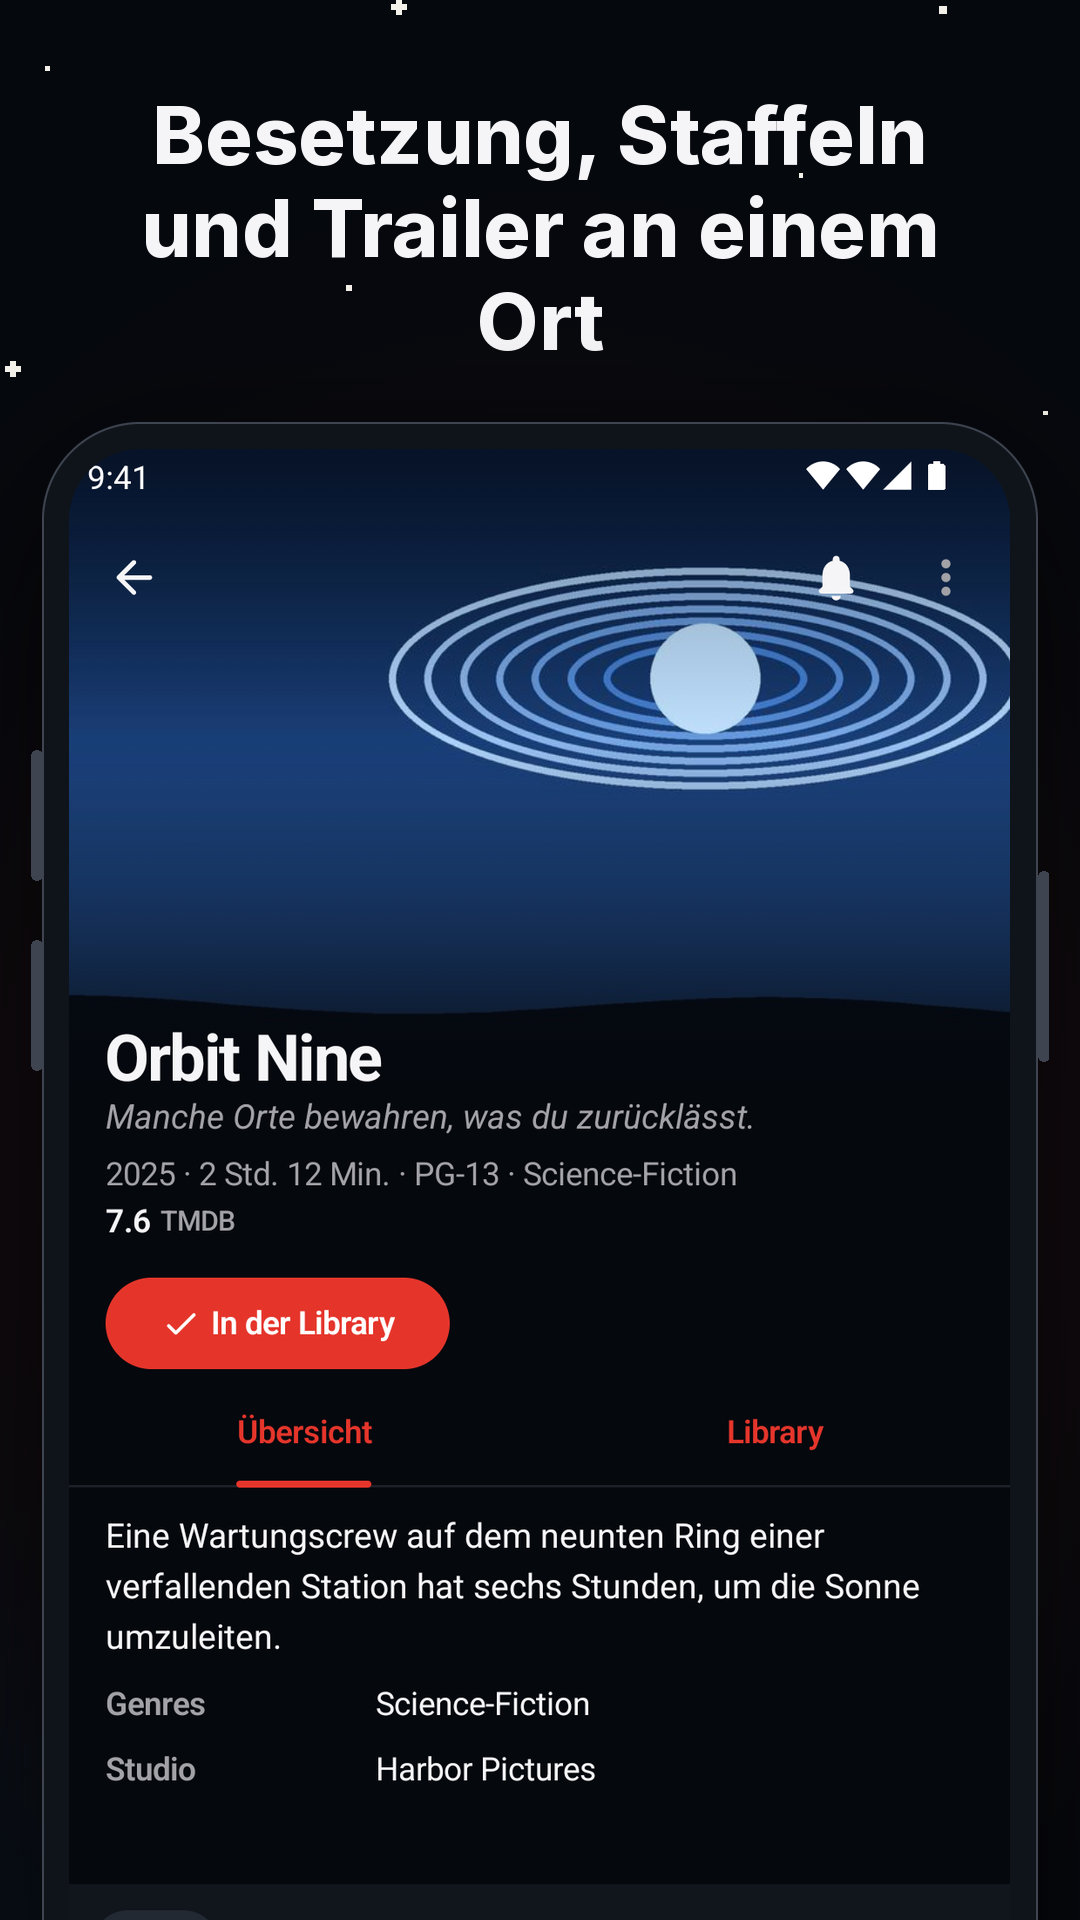 Besetzung, Staffeln
und Trailer an einem
Ort
9:41
Orbit Nine
Manche Orte bewahren, was du zurücklässt.
2025 · 2 Std. 12 Min. · PG-13 · Science-Fiction
7.6 TMDB
In der Library
Übersicht
Library
Eine Wartungscrew auf dem neunten Ring einer
verfallenden Station hat sechs Stunden, um die Sonne
umzuleiten.
Genres Science-Fiction
Studio Harbor Pictures